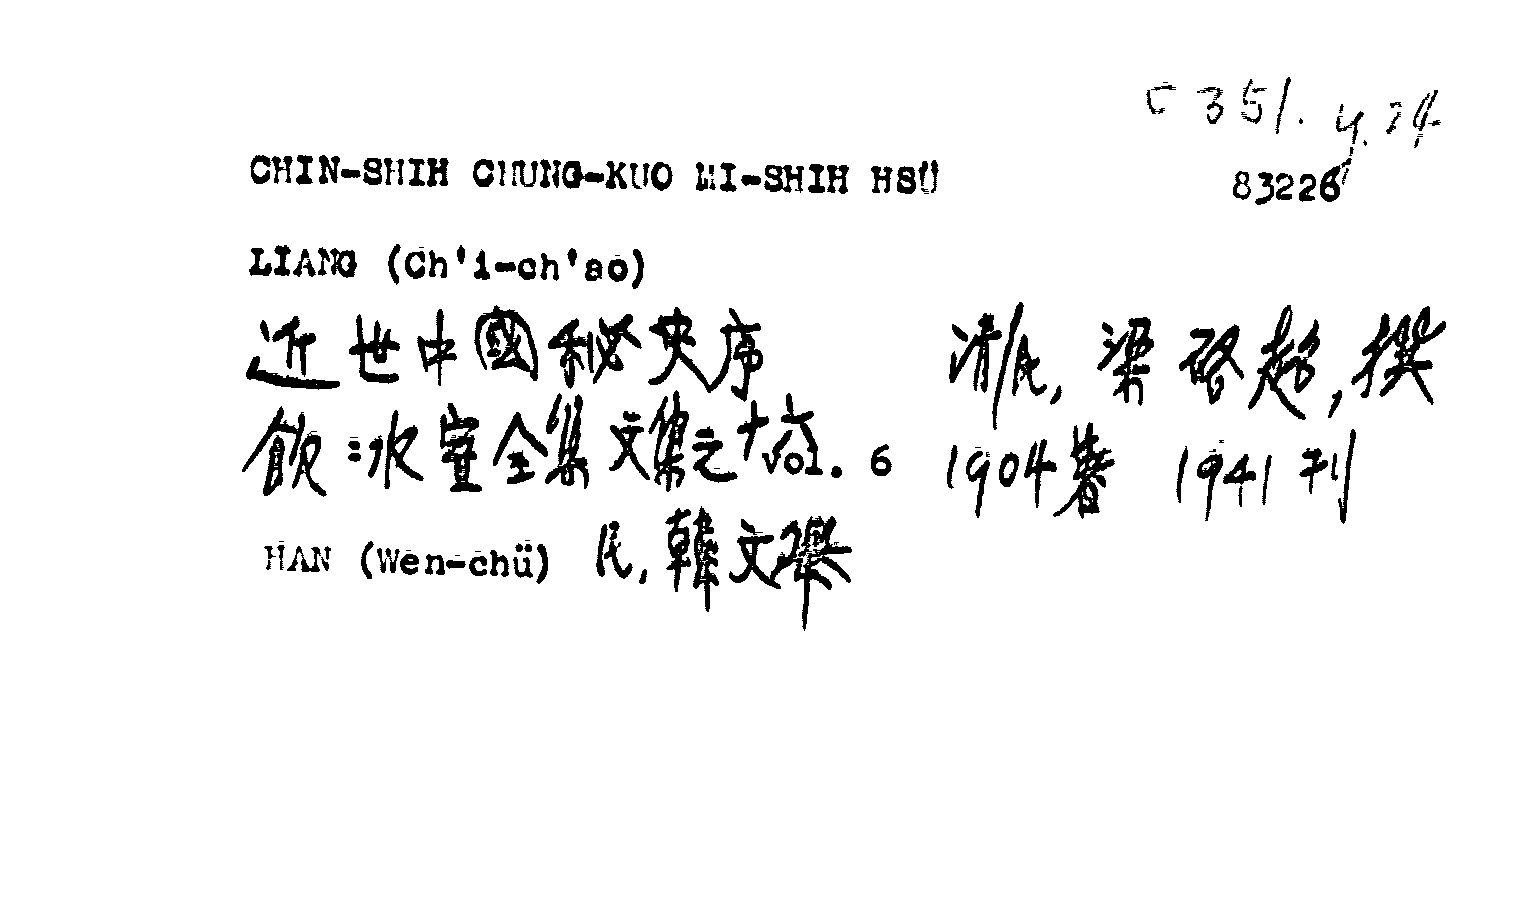 C 351. y. 24
CHIN-SHIH CHUNG-KUO MI-SHIH HSÜ
83226
LIANG (Ch'i-ch'ao)
近世中國秘史序 清/民, 梁啓超, 撰
飲冰室全集文集之十六 vol. 6 1904著 1941刊
HAN (Wen-chü) 民, 韓文舉